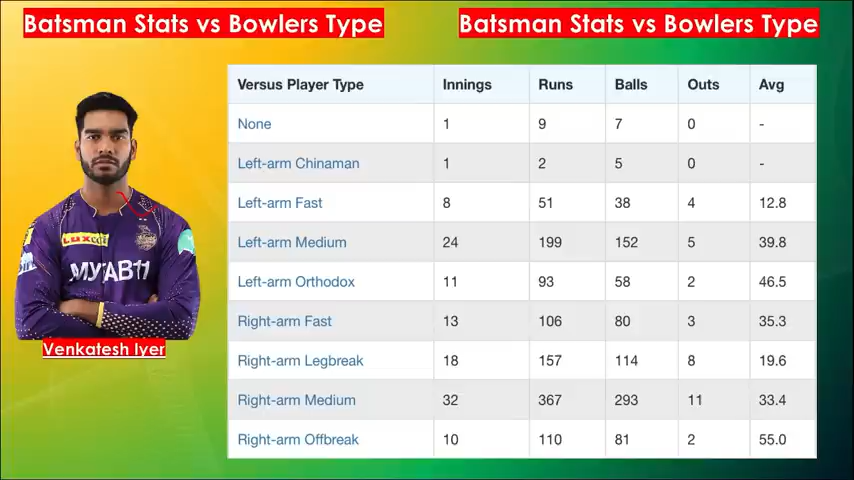 Batsman Stats vs Bowlers Type
Batsman Stats vs Bowlers Type
Versus Player Type Innings Runs Balls Outs Avg
None 1 9 7 0 -
Left-arm Chinaman 1 2 5 0 -
Left-arm Fast 8 51 38 4 12.8
Left-arm Medium 24 199 152 5 39.8
Left-arm Orthodox 11 93 58 2 46.5
Right-arm Fast 13 106 80 3 35.3
Right-arm Legbreak 18 157 114 8 19.6
Right-arm Medium 32 367 293 11 33.4
Right-arm Offbreak 10 110 81 2 55.0
MYFAB11
Venkatesh Iyer